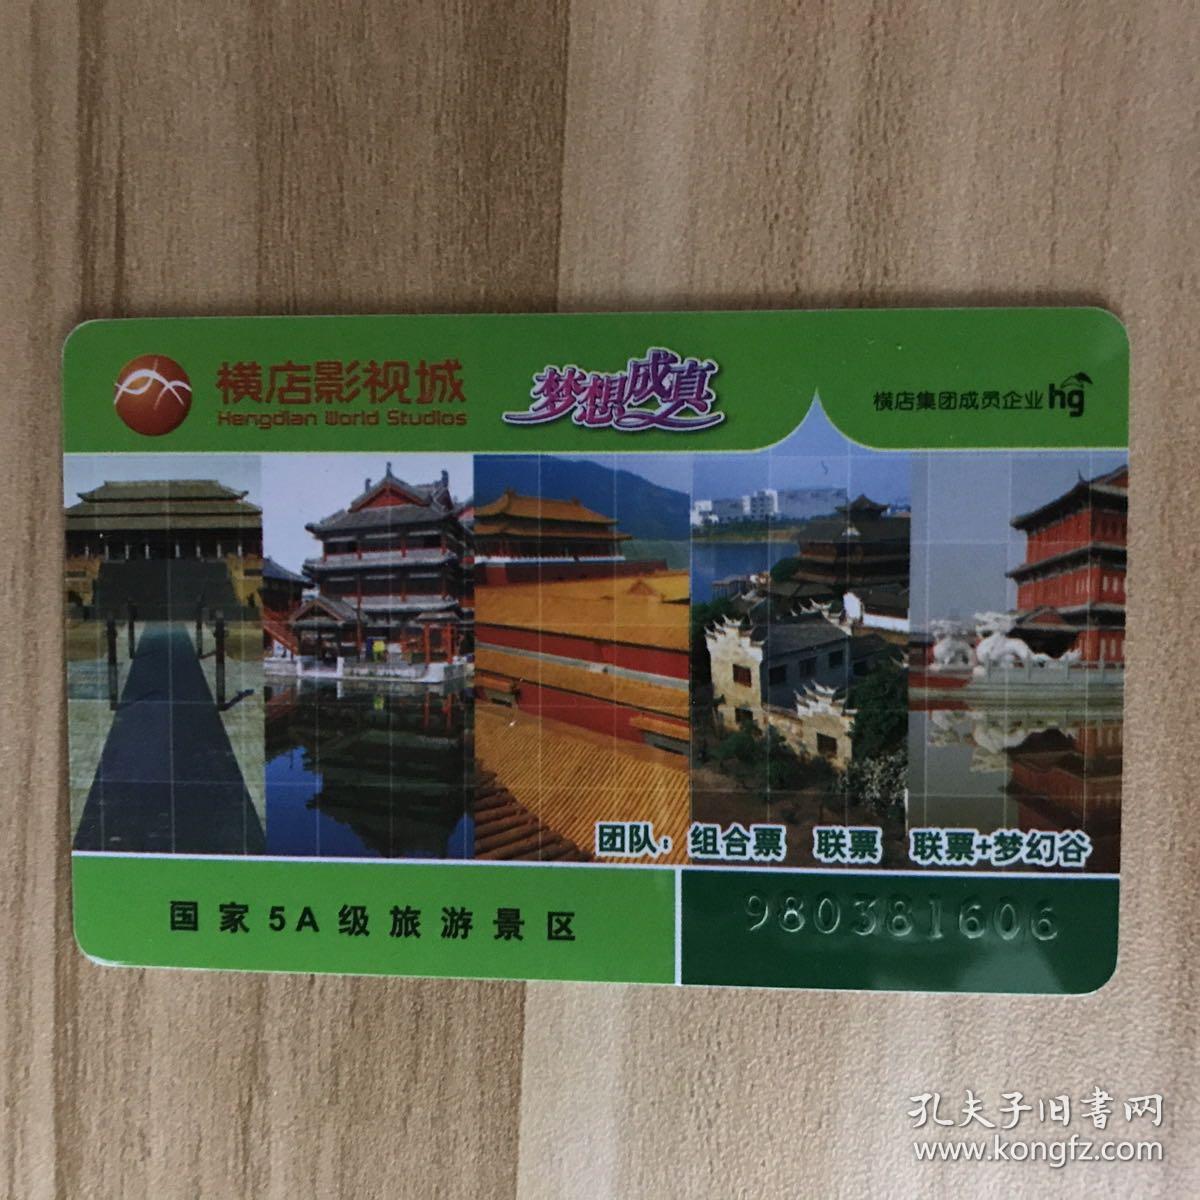 横店影视城
Hengdian World Studios
梦想成真
横店集团成员企业 hg
团队：组合票 联票 联票+梦幻谷
国家5A级旅游景区
980381606
孔夫子旧书网
www.kongfz.com